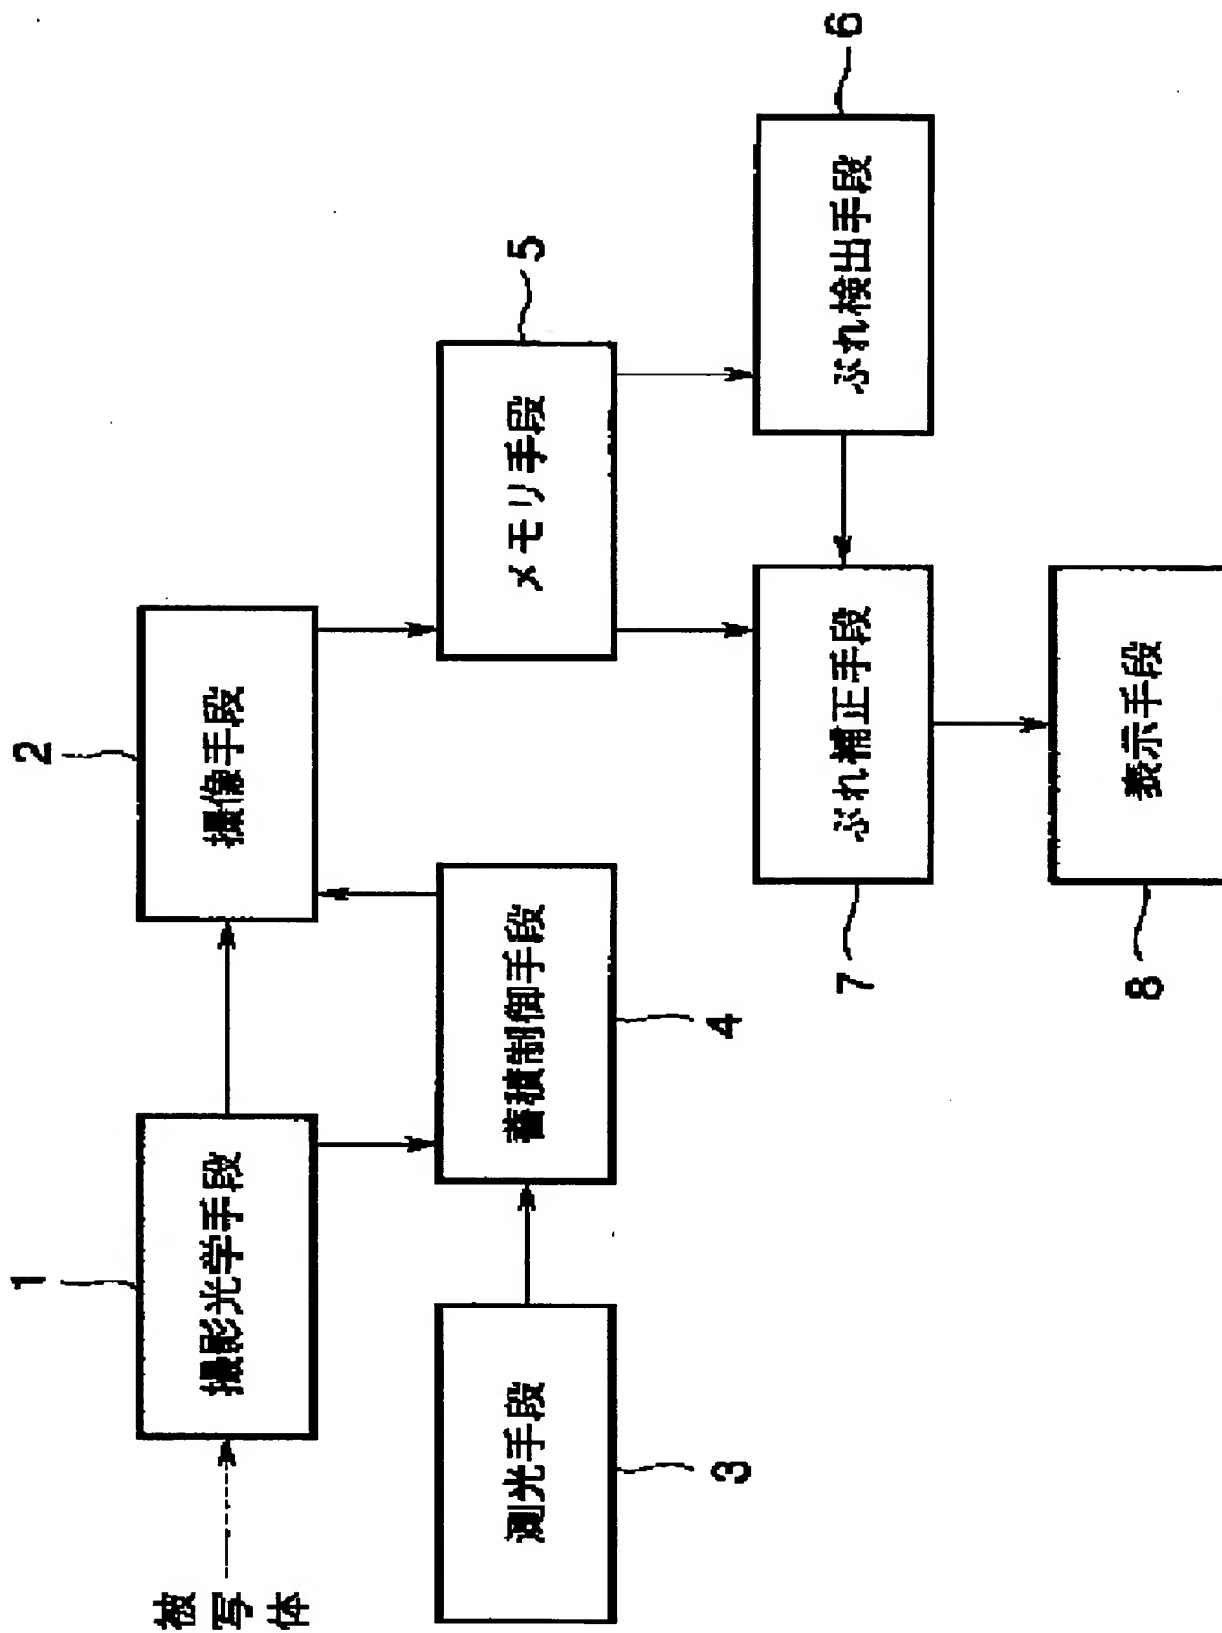 被写体
1
撮影光学手段
2
撮像手段
3
測光手段
4
蓄積制御手段
5
メモリ手段
6
ぶれ検出手段
7
ぶれ補正手段
8
表示手段